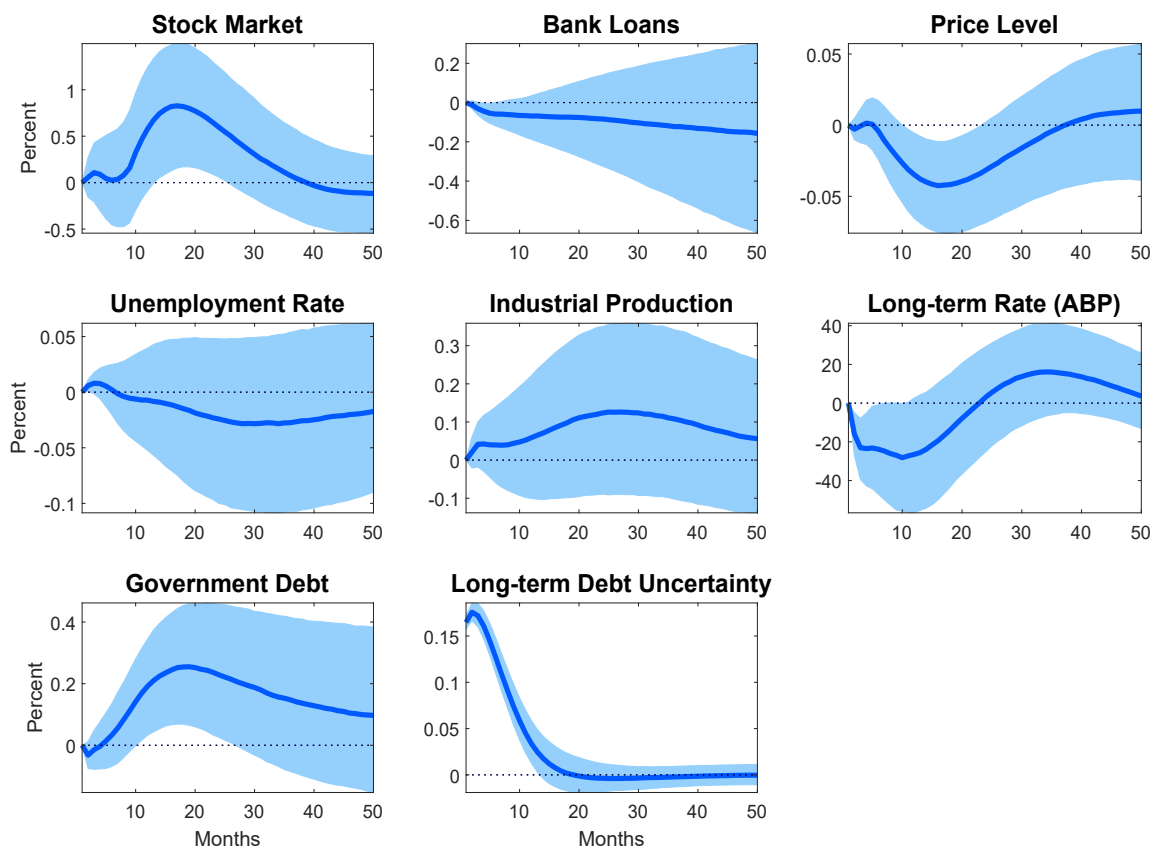 Stock Market
1
0.5
0
-0.5
Percent
10 20 30 40 50
Bank Loans
0.2
0
-0.2
-0.4
-0.6
10 20 30 40 50
Price Level
0.05
0
-0.05
10 20 30 40 50
Unemployment Rate
0.05
0
-0.05
-0.1
Percent
10 20 30 40 50
Industrial Production
0.3
0.2
0.1
0
-0.1
10 20 30 40 50
Long-term Rate (ABP)
40
20
0
-20
-40
10 20 30 40 50
Government Debt
0.4
0.2
0
Percent
10 20 30 40 50
Months
Long-term Debt Uncertainty
0.15
0.1
0.05
0
10 20 30 40 50
Months